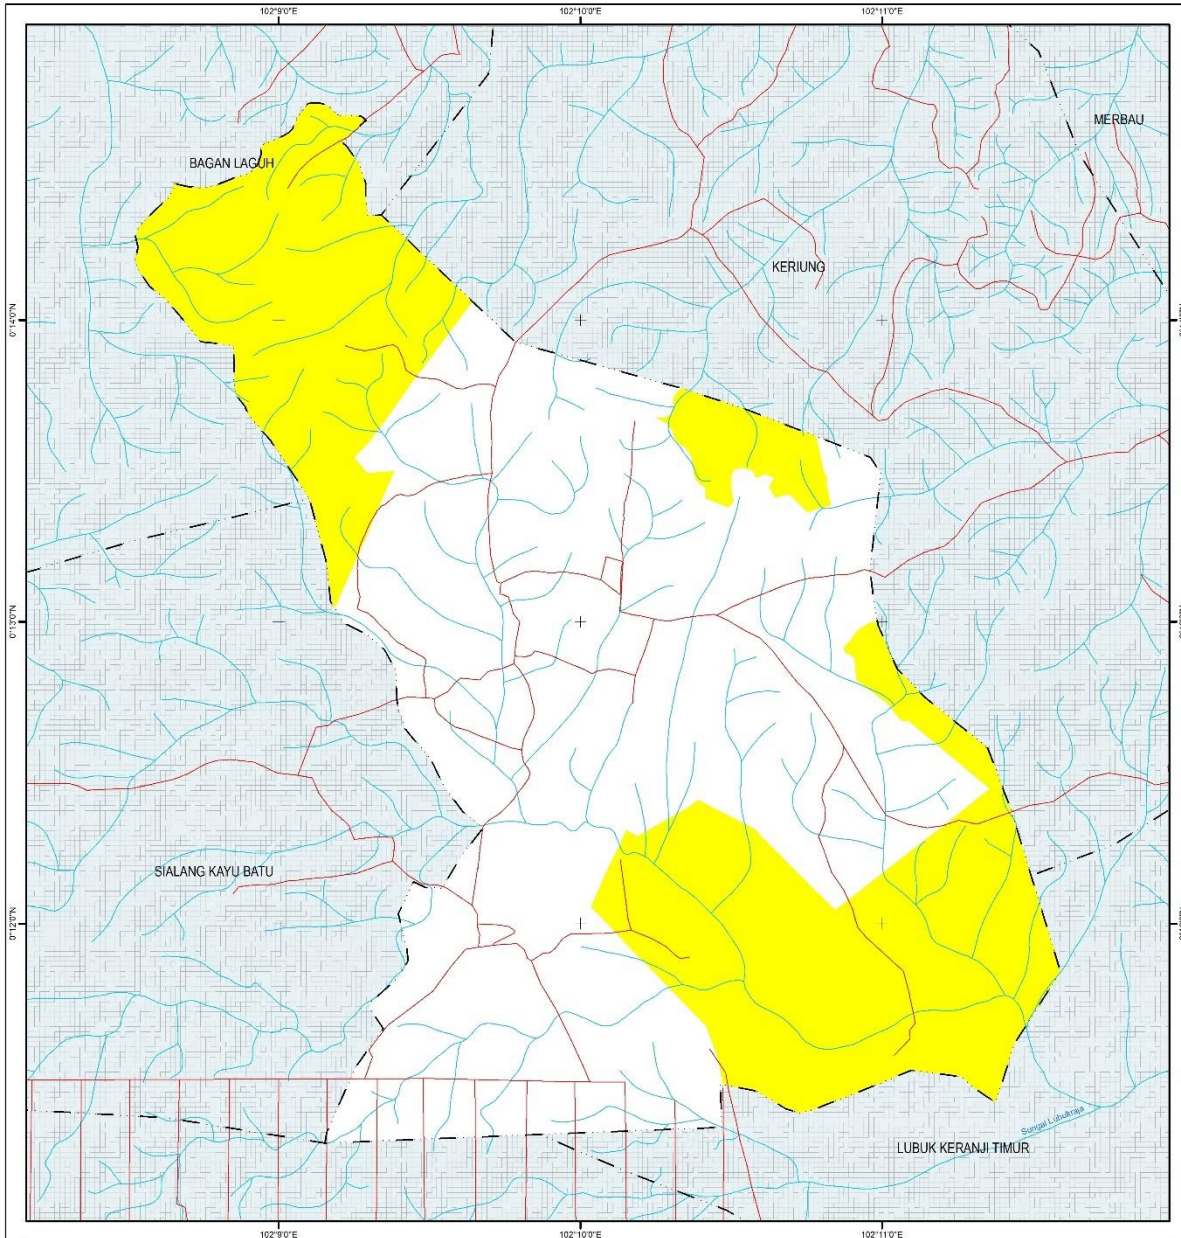 102°9'0"E
102°10'0"E
102°11'0"E
MERBAU
BAGAN LAGUH
KERIUNG
0°14'0"N
0°13'0"N
SIALANG KAYU BATU
0°12'0"N
Sungai Lubukraja
LUBUK KERANJI TIMUR
102°9'0"E
102°10'0"E
102°11'0"E